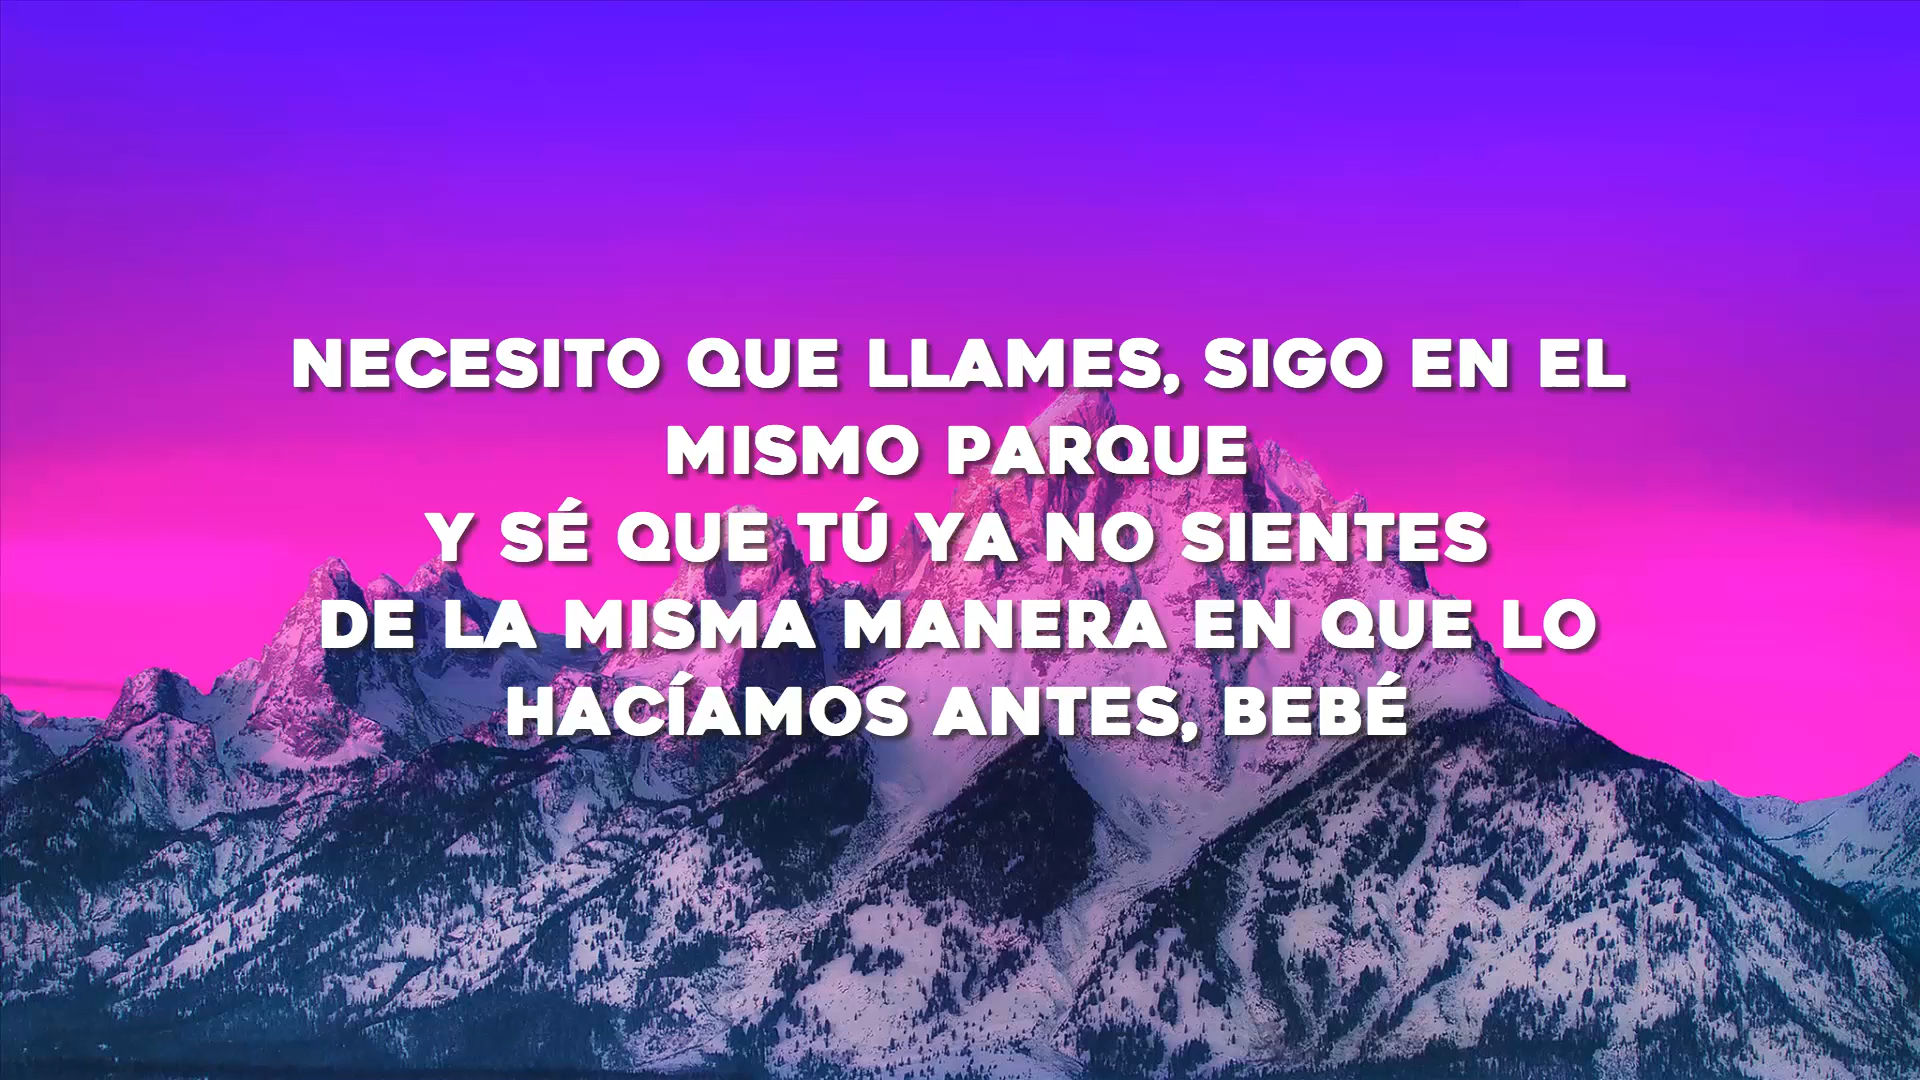 NECESITO QUE LLAMES, SIGO EN EL
MISMO PARQUE
Y SÉ QUE TÚ YA NO SIENTES
DE LA MISMA MANERA EN QUE LO
HACÍAMOS ANTES, BEBÉ